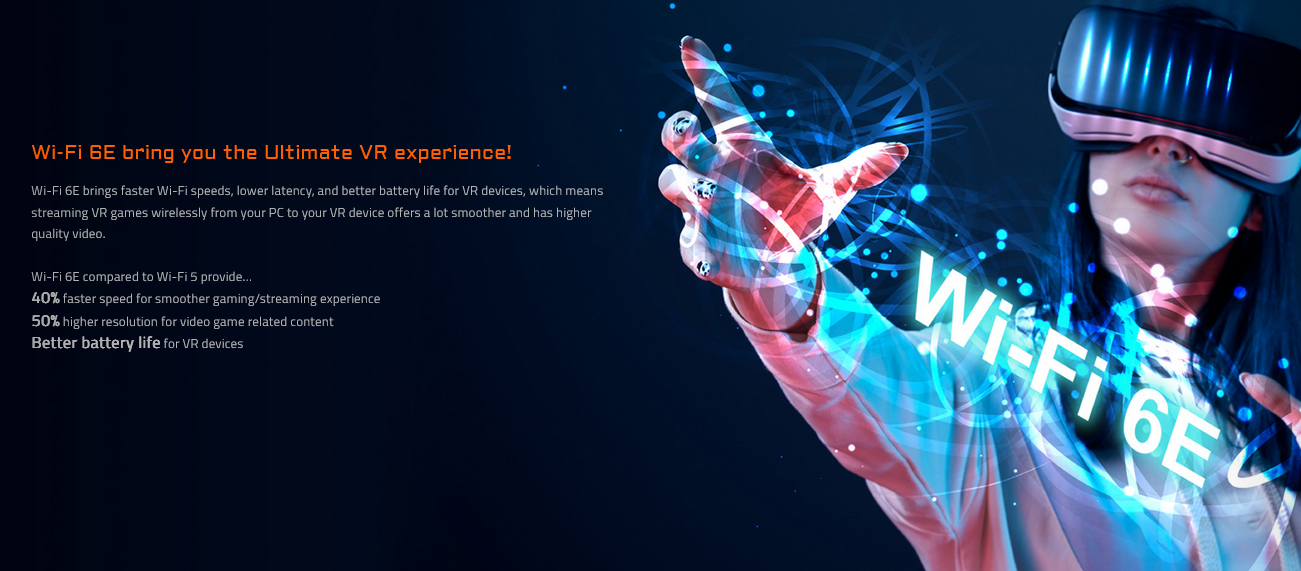 Wi-Fi 6E bring you the Ultimate VR experience!
Wi-Fi 6E brings faster Wi-Fi speeds, lower latency, and better battery life for VR devices, which means
streaming VR games wirelessly from your PC to your VR device offers a lot smoother and has higher
quality video.
Wi-Fi 6E compared to Wi-Fi 5 provide...
40% faster speed for smoother gaming/streaming experience
50% higher resolution for video game related content
Better battery life for VR devices
Wi-Fi 6E